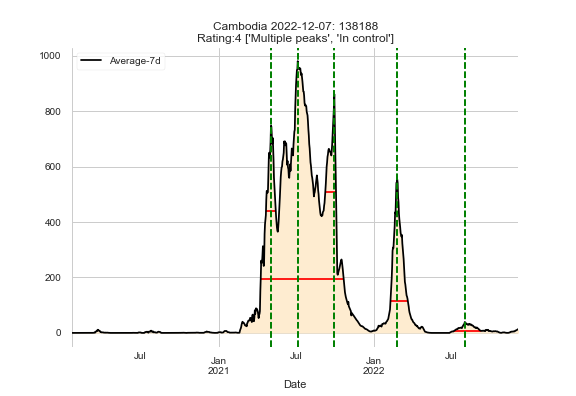 Cambodia 2022-12-07: 138188
Rating:4 ['Multiple peaks', 'In control']
Average-7d
1000
800
600
400
200
0
Jul
Jan
2021
Jul
Jan
2022
Jul
Date